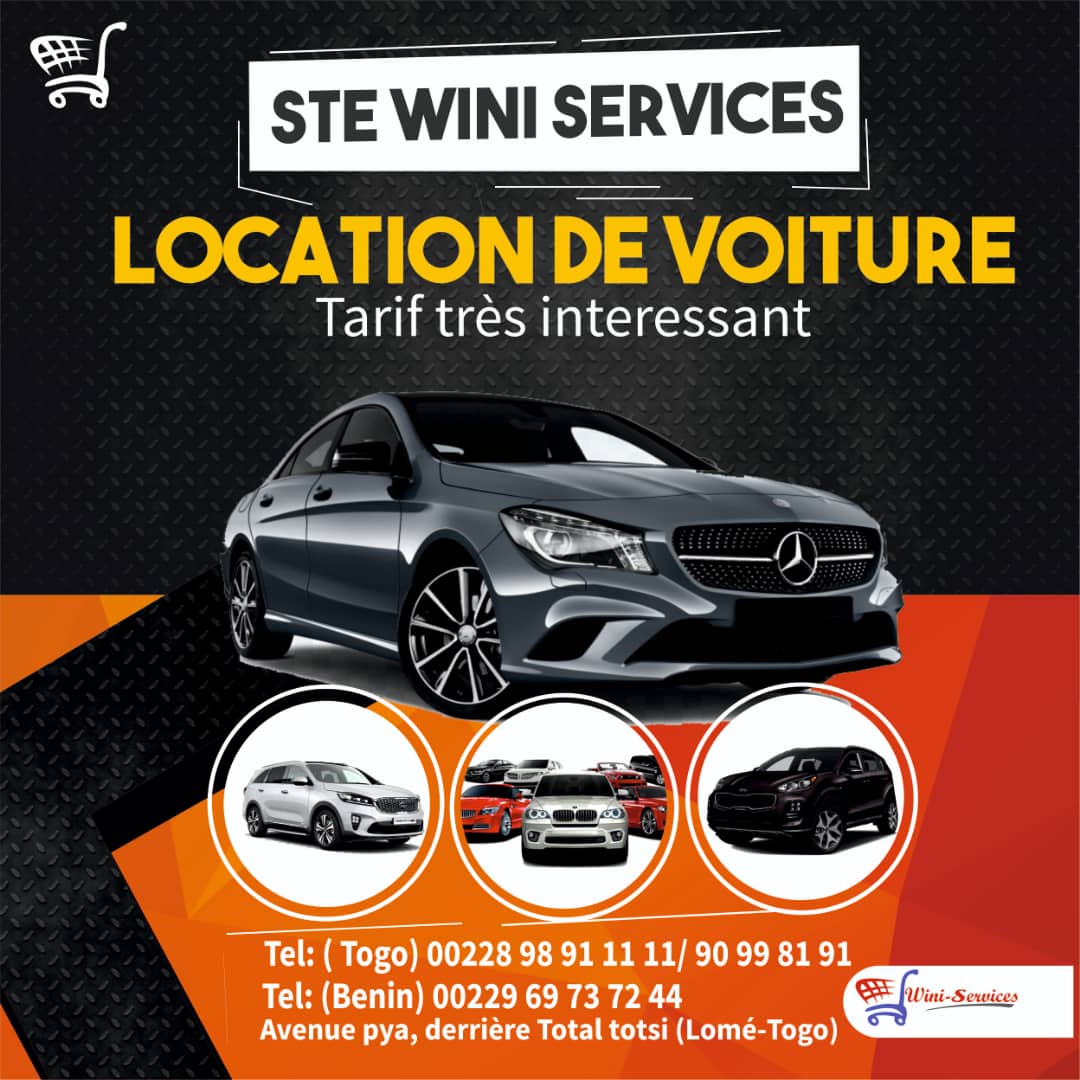 STE WINI SERVICES
LOCATION DE VOITURE
Tarif très interessant
Tel: ( Togo) 00228 98 91 11 11/ 90 99 81 91
Tel: (Benin) 00229 69 73 72 44
Avenue pya, derrière Total totsi (Lomé-Togo)
Wini-Services